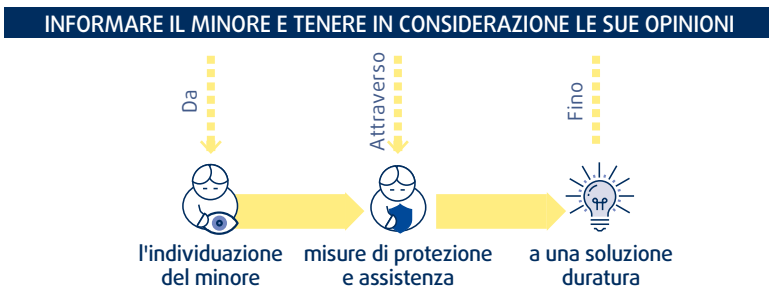 INFORMARE IL MINORE E TENERE IN CONSIDERAZIONE LE SUE OPINIONI
Da
Attraverso
Fino
l'individuazione
del minore
misure di protezione
e assistenza
a una soluzione
duratura